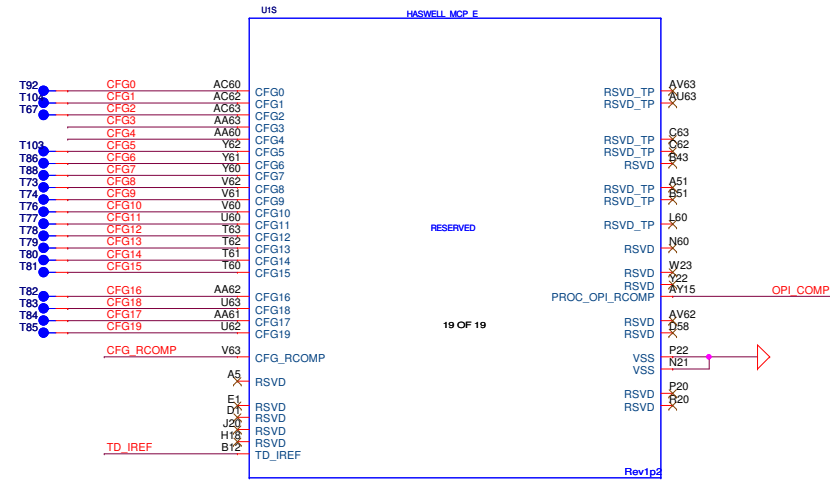 U1S
HASWELL_MCP_E
T92 CFG0 AC60 CFG0 RSVD_TP AV63
T104 CFG1 AC62 CFG1 RSVD_TP AU63
T67 CFG2 AC63 CFG2
CFG3 AA63 CFG3
CFG4 AA60 CFG4 RSVD_TP C63
T103 CFG5 Y62 CFG5 RSVD_TP C62
T86 CFG6 Y61 CFG6 RSVD B43
T88 CFG7 Y60 CFG7
T73 CFG8 V62 CFG8 RSVD_TP A51
T74 CFG9 V61 CFG9 RSVD_TP B51
T76 CFG10 V60 CFG10
T77 CFG11 U60 CFG11 RSVD_TP L60
T78 CFG12 T63 CFG12 RESERVED
T79 CFG13 T62 CFG13 RSVD N60
T80 CFG14 T61 CFG14
T81 CFG15 T60 CFG15 RSVD W23
RSVD Y22
T82 CFG16 AA62 CFG16 PROC_OPI_RCOMP AY15 OPI_COMP
T83 CFG18 U63 CFG18
T84 CFG17 AA61 CFG17 RSVD AV62
T85 CFG19 U62 CFG19 19 OF 19 RSVD D58
CFG_RCOMP V63 CFG_RCOMP VSS P22
VSS N21
A5 RSVD
RSVD P20
E1 RSVD RSVD R20
D1 RSVD
J20 RSVD
H18 RSVD
TD_IREF B12 TD_IREF
Rev1p2